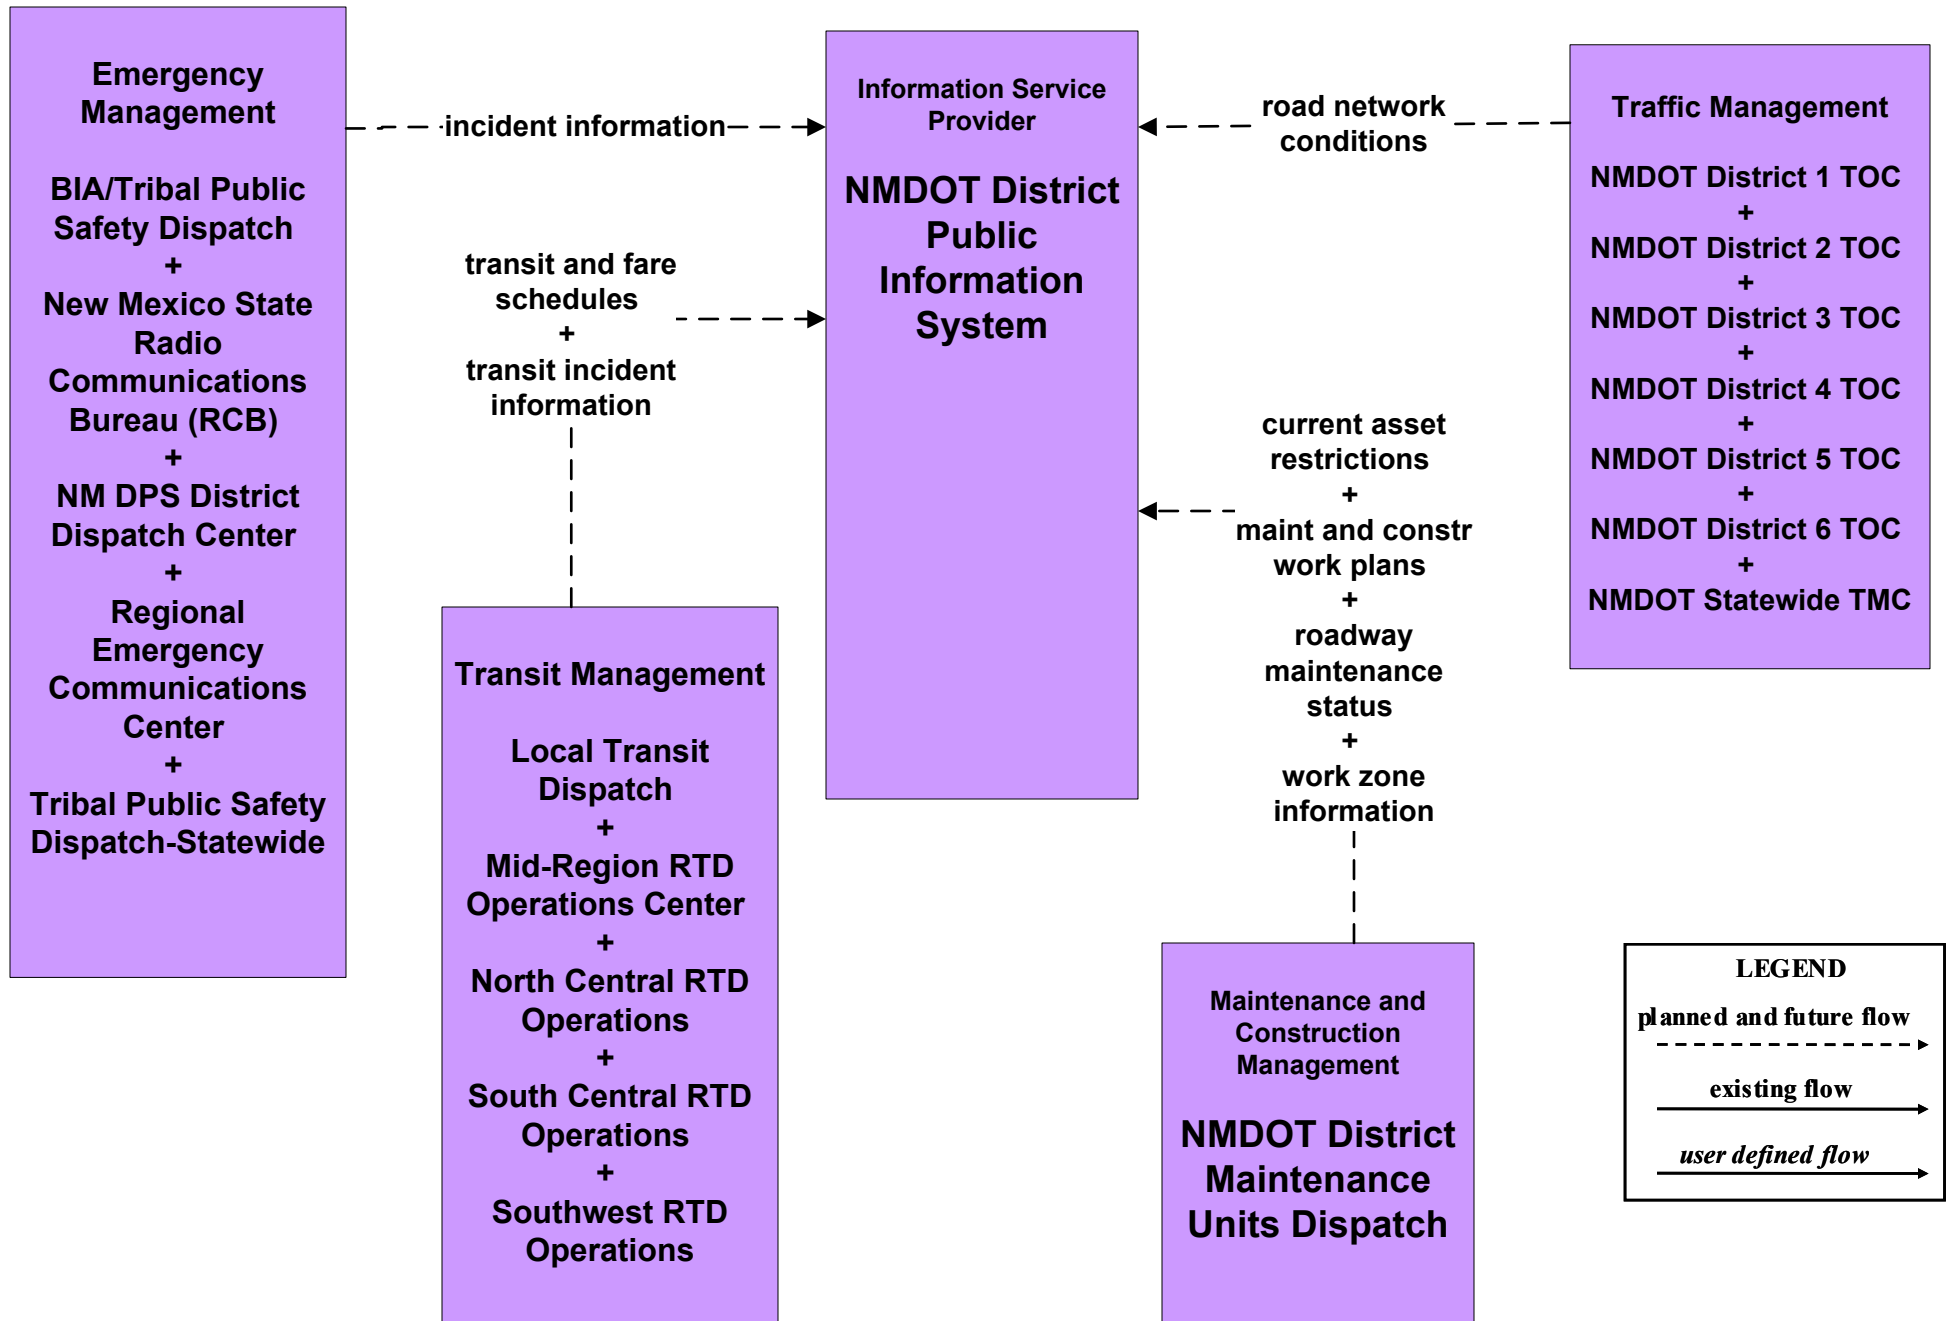 Emergency
Management
BIA/Tribal Public
Safety Dispatch
+
New Mexico State
Radio
Communications
Bureau (RCB)
+
NM DPS District
Dispatch Center
+
Regional
Emergency
Communications
Center
+
Tribal Public Safety
Dispatch-Statewide
incident information
transit and fare
schedules
+
transit incident
information
Transit Management
Local Transit
Dispatch
+
Mid-Region RTD
Operations Center
+
North Central RTD
Operations
+
South Central RTD
Operations
+
Southwest RTD
Operations
Information Service
Provider
NMDOT District
Public
Information
System
road network
conditions
current asset
restrictions
+
maint and constr
work plans
+
roadway
maintenance
status
+
work zone
information
Maintenance and
Construction
Management
NMDOT District
Maintenance
Units Dispatch
Traffic Management
NMDOT District 1 TOC
+
NMDOT District 2 TOC
+
NMDOT District 3 TOC
+
NMDOT District 4 TOC
+
NMDOT District 5 TOC
+
NMDOT District 6 TOC
+
NMDOT Statewide TMC
LEGEND
planned and future flow
existing flow
user defined flow